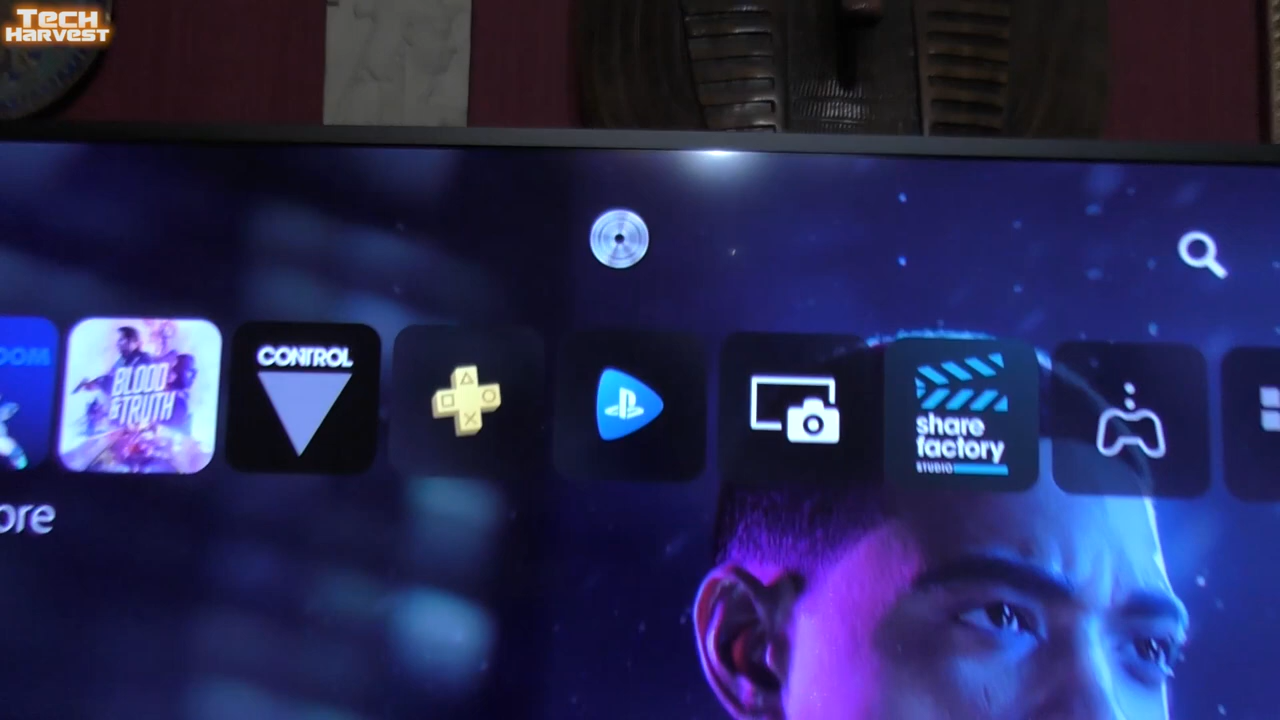 TECH
HARVEST
OOM
BLOOD
& TRUTH
CONTROL
share
factory
STUDIO
ore